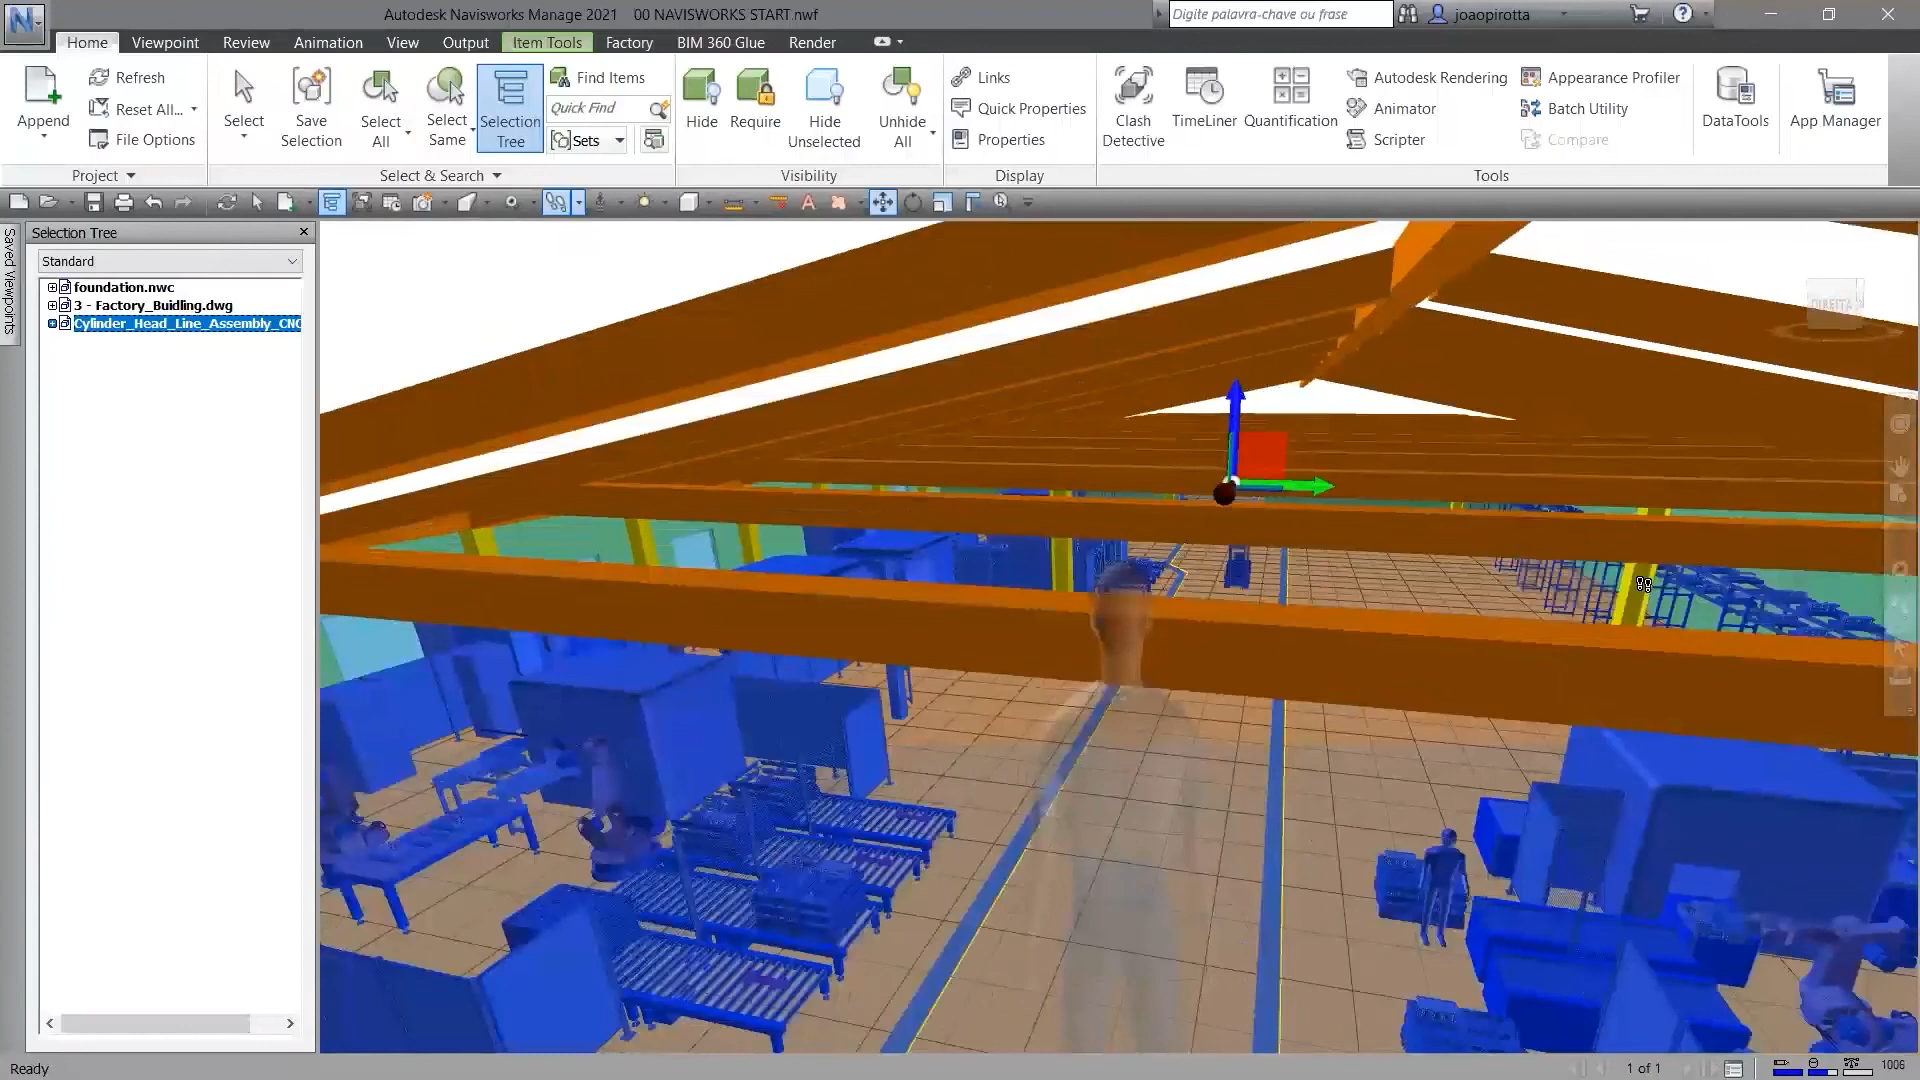 Autodesk Navisworks Manage 2021 00 NAVISWORKS START.nwf
Digite palavra-chave ou frase
joaopirotta
Home Viewpoint Review Animation View Output Item Tools Factory BIM 360 Glue Render
Append
Refresh
Reset All...
File Options
Project
Select
Save Selection
Select All
Select Same
Selection Tree
Find Items
Quick Find
Sets
Select & Search
Hide
Require
Hide Unselected
Unhide All
Visibility
Links
Quick Properties
Properties
Display
Clash Detective
TimeLiner
Quantification
Autodesk Rendering
Animator
Scripter
Appearance Profiler
Batch Utility
Compare
DataTools
App Manager
Tools
Saved Viewpoints
Selection Tree
Standard
foundation.nwc
3 - Factory_Buidling.dwg
Cylinder_Head_Line_Assembly_CNC
DIREITA
Ready
1 of 1
1006